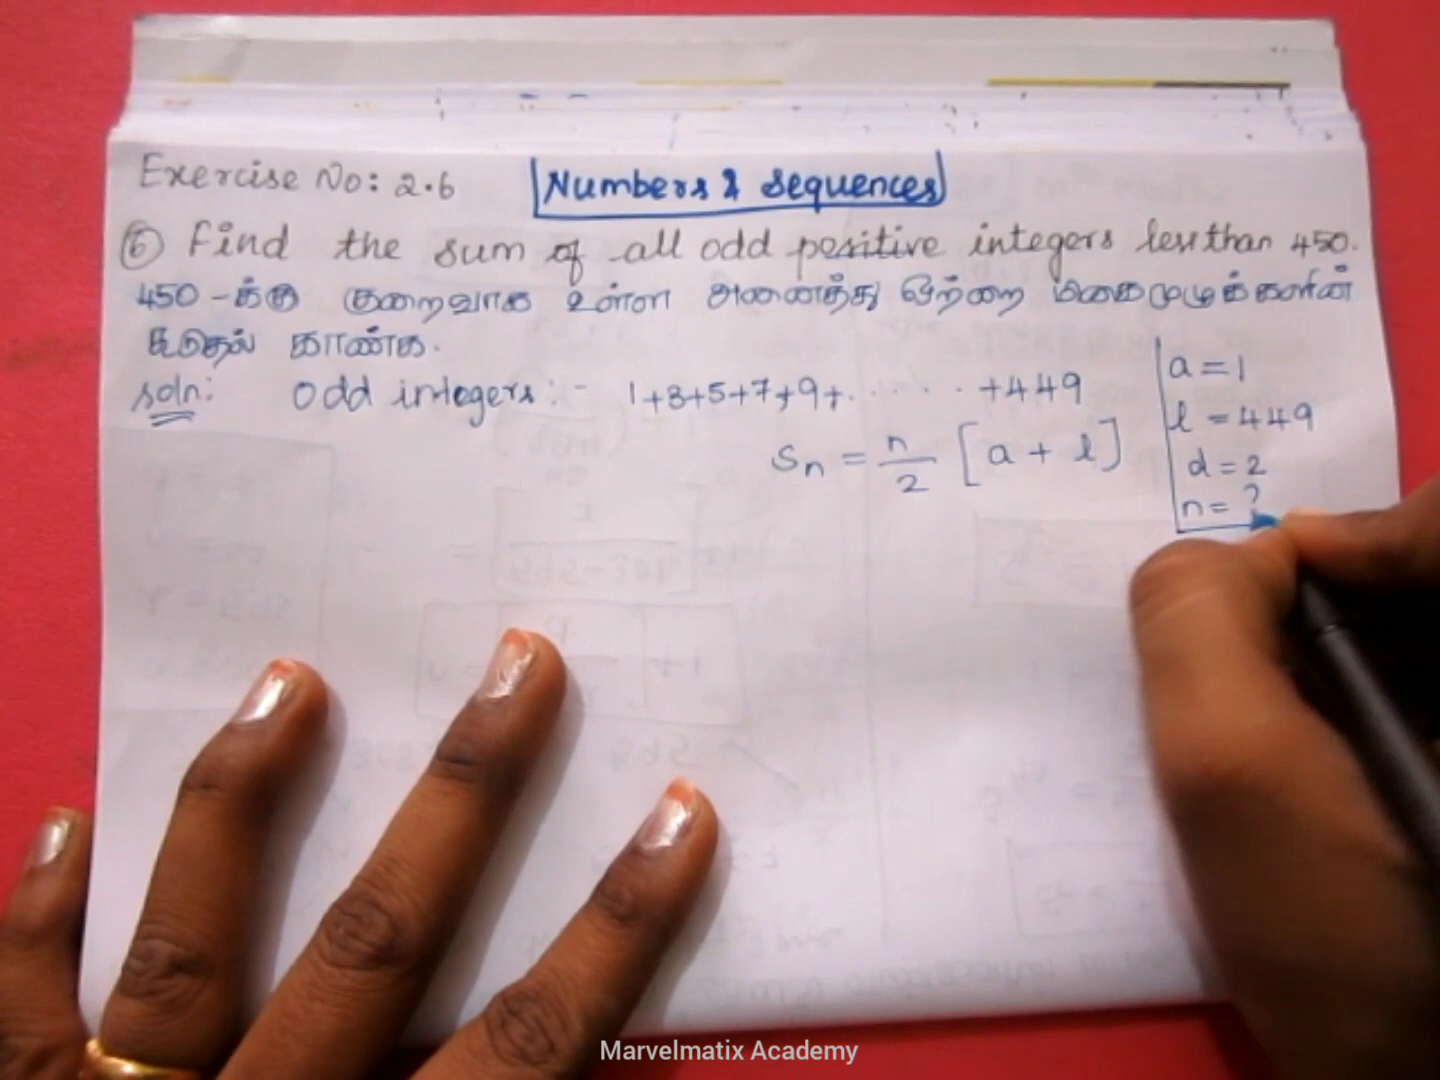 Exercise No: 2.6 Numbers & Sequences
⑥ Find the sum of all odd positive integers less than 450.
450 -க்கு குறைவாக உள்ள அனைத்து ஒற்றை மிகை முழுக்களின்
கூடுதல் காண்க.
soln: Odd integers :- 1+3+5+7+9+. . . . . . +449
Sn = n/2 [a + l]
a = 1
l = 449
d = 2
n = ?
Marvelmatix Academy